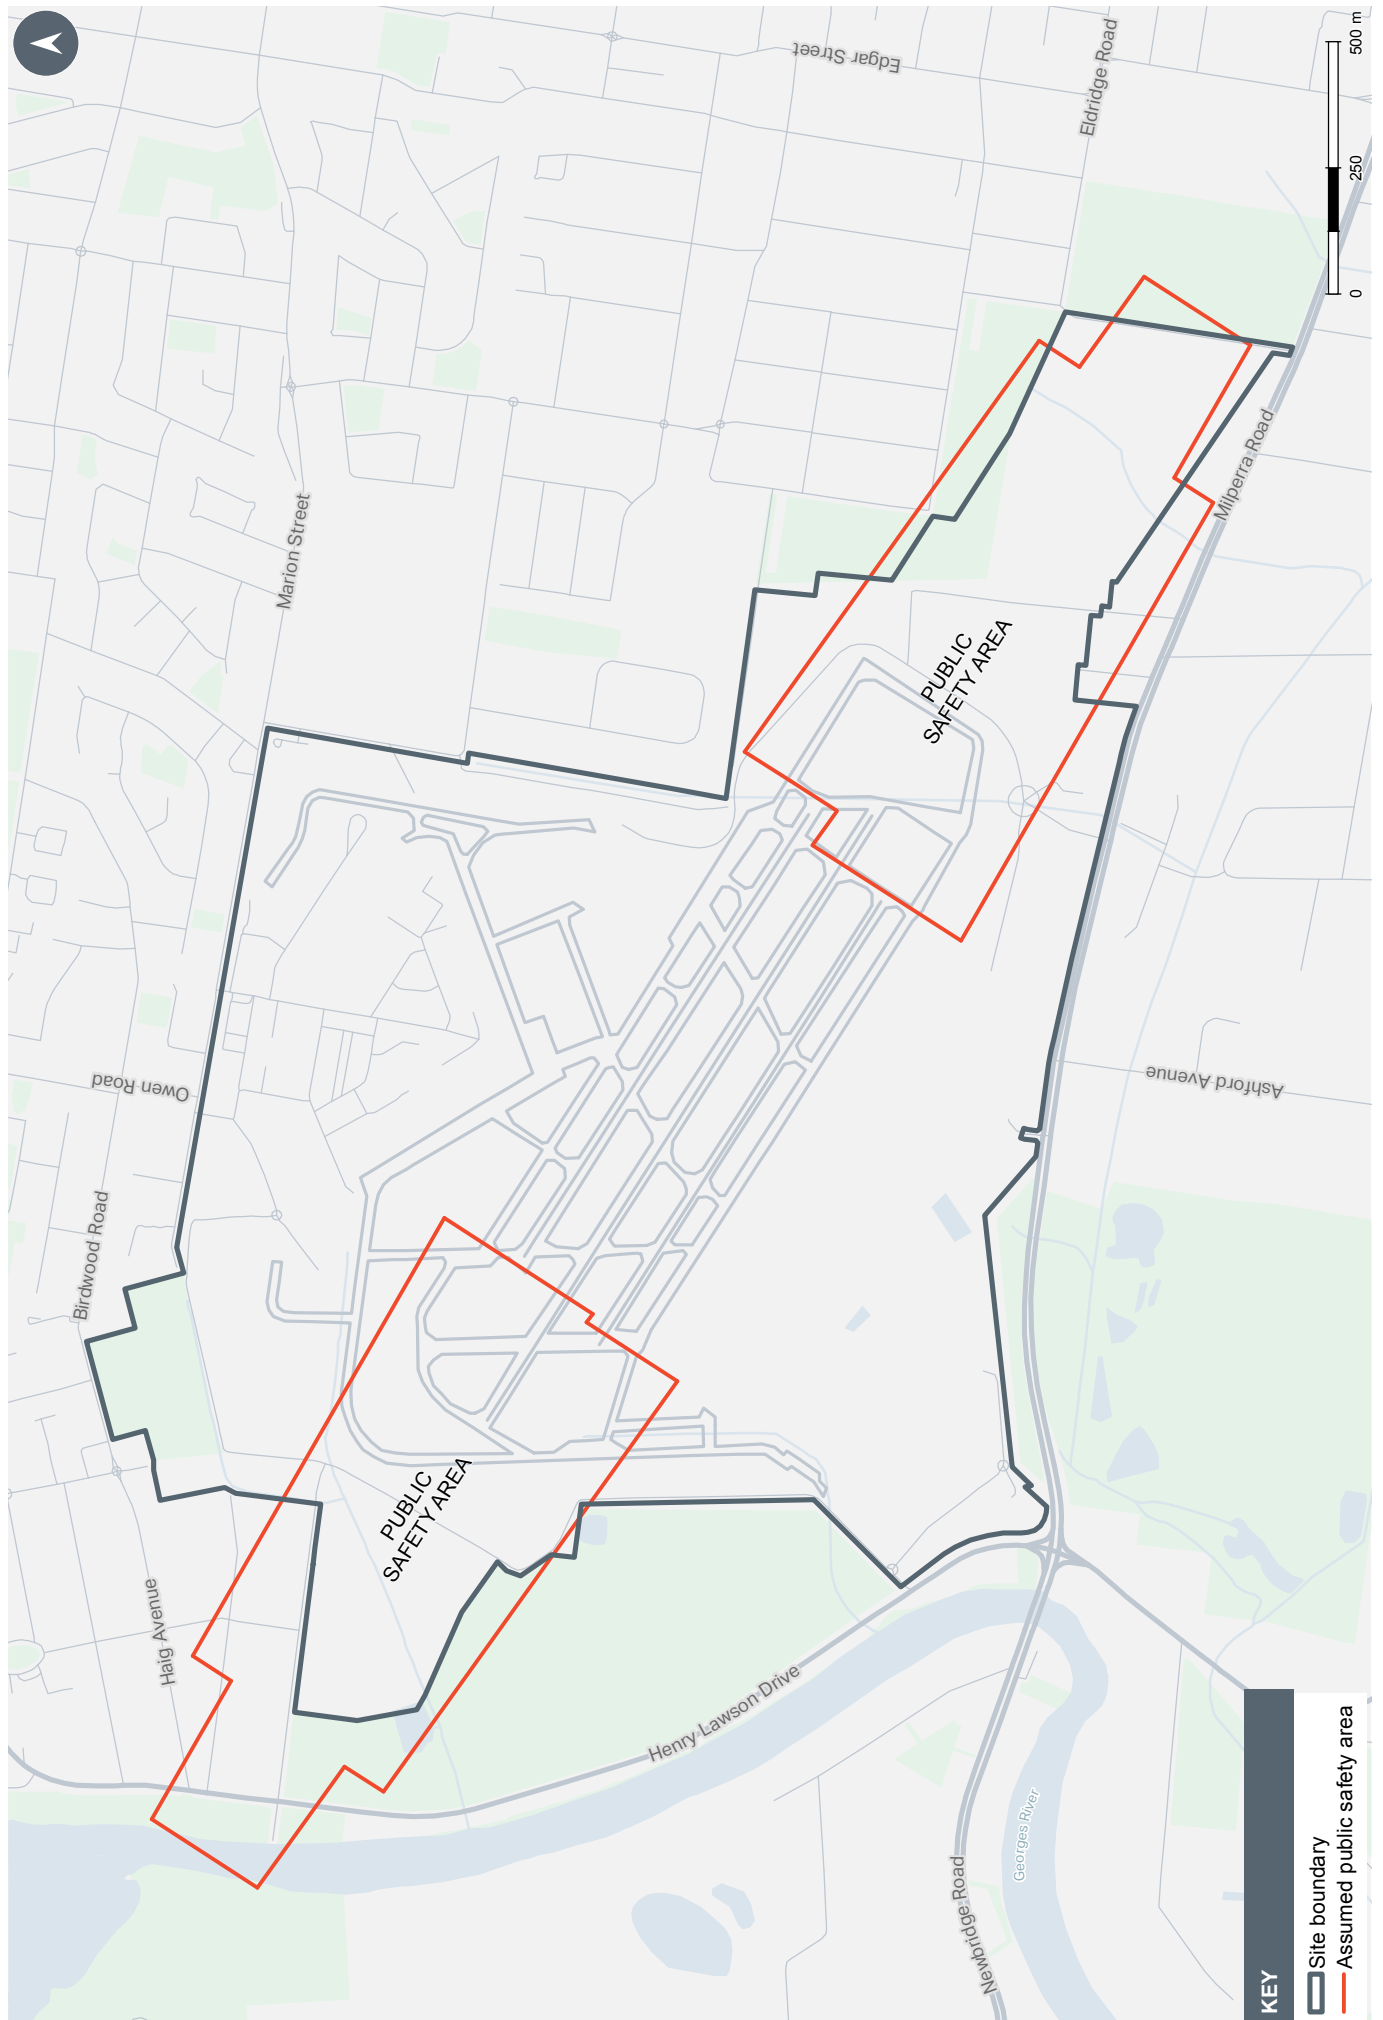 Edgar Street
Eldridge Road
Marion Street
Milperra Road
PUBLIC
SAFETY AREA
Owen Road
Birdwood Road
Ashford Avenue
PUBLIC
SAFETY AREA
Haig Avenue
Henry Lawson Drive
Newbridge Road
Georges River
0 250 500 m
KEY
Site boundary
Assumed public safety area